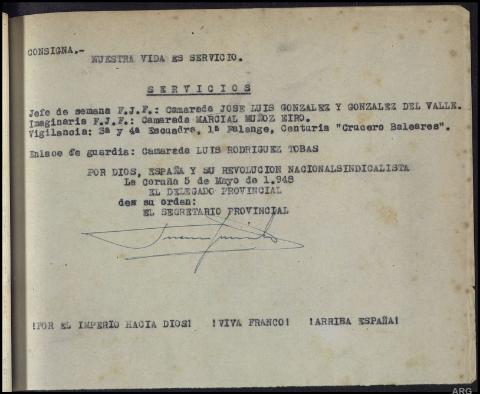 CONSIGNA.-
NUESTRA VIDA ES SERVICIO.
SERVICIOS
Jefe de semana F.J.F.: Camarada JOSE LUIS GONZALEZ Y GONZALEZ DEL VALLE.
Imaginaria F.J.F.: Camarada MARCIAL MUÑOZ EIRO.
Vigilancia: 3ª y 4ª Escuadra, 1ª Falange, Centuria "Crucero Baleares".
Enlace de guardia: Camarada LUIS RODRIGUEZ TOBAS
POR DIOS, ESPAÑA Y SU REVOLUCION NACIONALSINDICALISTA
La Coruña 5 de Mayo de 1.948
EL DELEGADO PROVINCIAL
de su orden:
EL SECRETARIO PROVINCIAL
!POR EL IMPERIO HACIA DIOS! !VIVA FRANCO! !ARRIBA ESPAÑA!
ARG